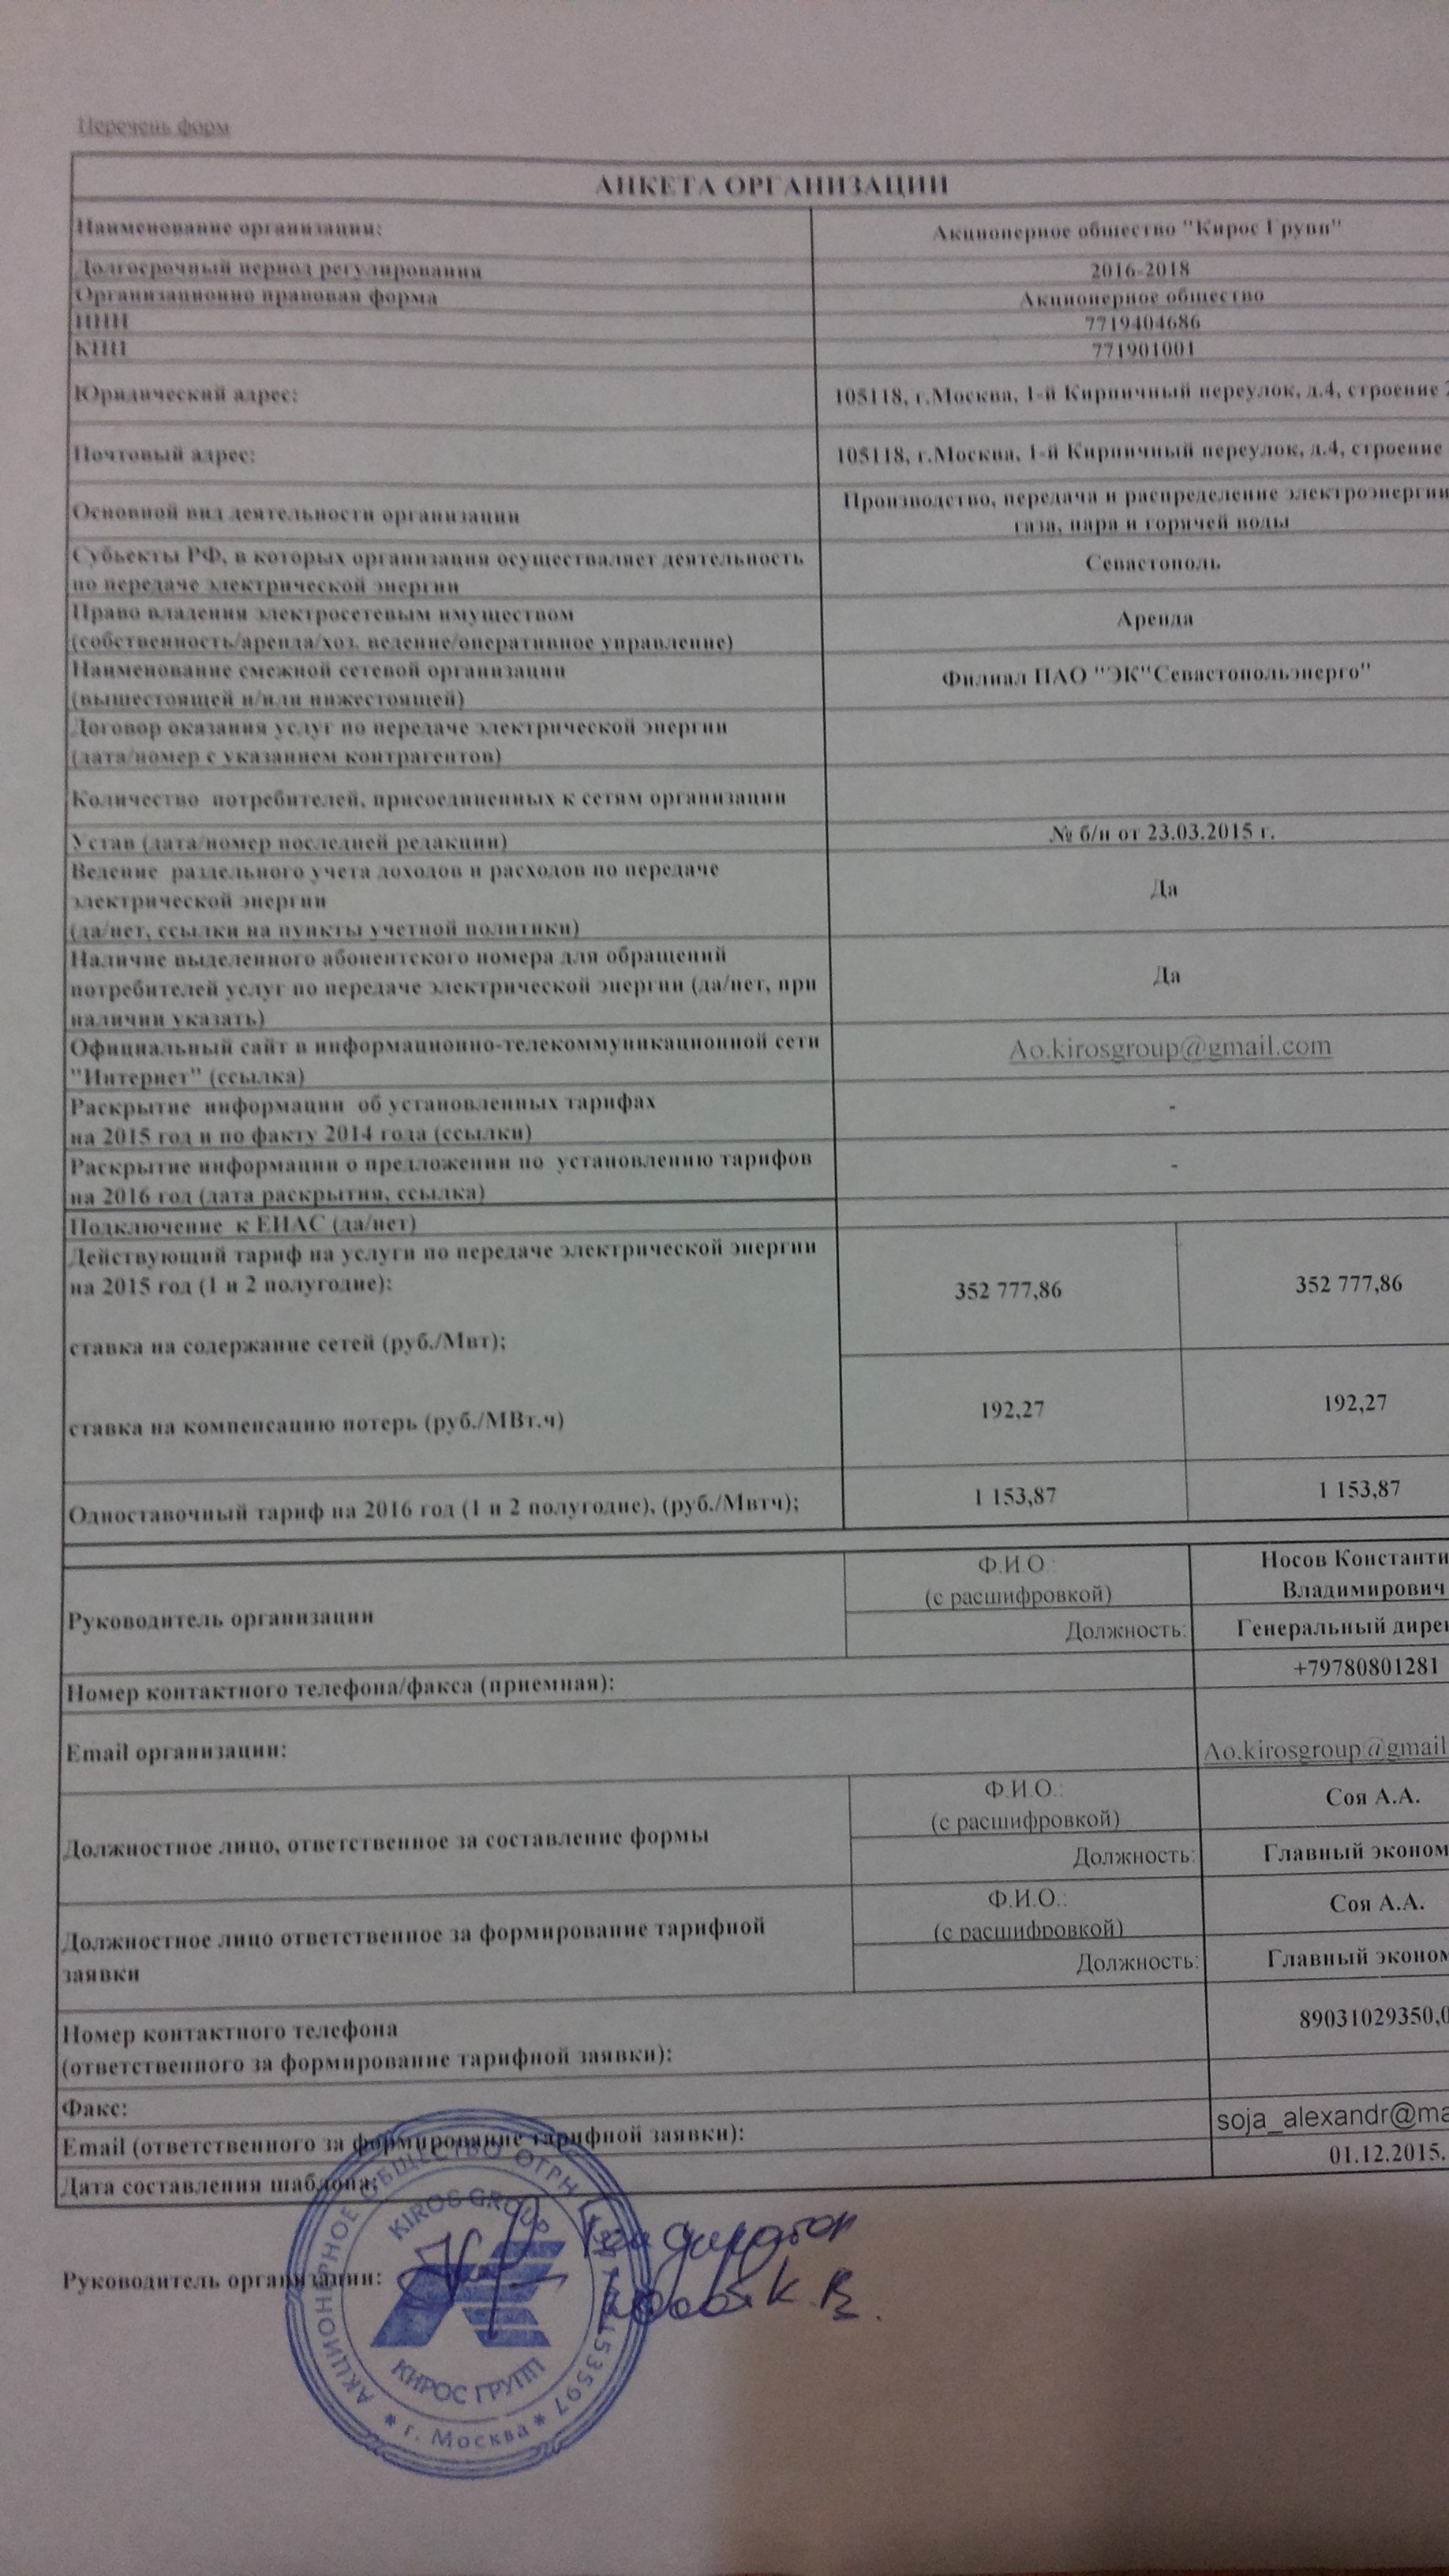 Перечень форм
АНКЕТА ОРГАНИЗАЦИИ
Наименование организации: Акционерное общество "Кирос Групп"
Долгосрочный период регулирования 2016-2018
Организационно правовая форма Акционерное общество
ИНН 7719404686
КПП 771901001
Юридический адрес: 105118, г.Москва, 1-й Кирпичный переулок, д.4, строение 2
Почтовый адрес: 105118, г.Москва, 1-й Кирпичный переулок, д.4, строение
Основной вид деятельности организации Производство, передача и распределение электроэнергии
газа, пара и горячей воды
Субъекты РФ, в которых организация осуществаляет деятельность
по передаче электрической энергии Севастополь
Право владения электросетевым имуществом
(собственность/аренда/хоз. ведение/оперативное управление) Аренда
Наименование смежной сетевой организации
(вышестоящей и/или нижестоящей) Филиал ПАО "ЭК"Севастопольэнерго"
Договор оказания услуг по передаче электрической энергии
(дата/номер с указанием контрагентов)
Количество потребителей, присоединенных к сетям организации
Устав (дата/номер последней редакции) № б/н от 23.03.2015 г.
Ведение раздельного учета доходов и расходов по передаче
электрической энергии
(да/нет, ссылки на пункты учетной политики) Да
Наличие выделенного абонентского номера для обращений
потребителей услуг по передаче электрической энергии (да/нет, при
наличии указать) Да
Официальный сайт в информационно-телекоммуникационной сети
"Интернет" (ссылка) Ao.kirosgroup@gmail.com
Раскрытие информации об установленных тарифах
на 2015 год и по факту 2014 года (ссылки) -
Раскрытие информации о предложении по установлению тарифов
на 2016 год (дата раскрытия, ссылка) -
Подключение к ЕИАС (да/нет)
Действующий тариф на услуги по передаче электрической энергии
на 2015 год (1 и 2 полугодие): 352 777,86 352 777,86
ставка на содержание сетей (руб./Мвт);
ставка на компенсацию потерь (руб./МВт.ч) 192,27 192,27
Одноставочный тариф на 2016 год (1 и 2 полугодие), (руб./Мвтч); 1 153,87 1 153,87
Руководитель организации Ф.И.О.: (с расшифровкой) Носов Константи
Владимирович
Должность: Генеральный дирек
Номер контактного телефона/факса (приемная): +79780801281
Email организации: Ao.kirosgroup@gmail
Должностное лицо, ответственное за составление формы Ф.И.О.: (с расшифровкой) Соя А.А.
Должность: Главный эконом
Должностное лицо ответственное за формирование тарифной
заявки Ф.И.О.: (с расшифровкой) Соя А.А.
Должность: Главный эконом
Номер контактного телефона
(ответственного за формирование тарифной заявки): 89031029350,0
Факс:
Email (ответственного за формирование тарифной заявки): soja_alexandr@ma
Дата составления шаблона: 01.12.2015.
Руководитель организации:
Ген директор
Носов К.В.
АКЦИОНЕРНОЕ ОБЩЕСТВО ОГРН
KIROS GROUP
КИРОС ГРУПП
* г. Москва *